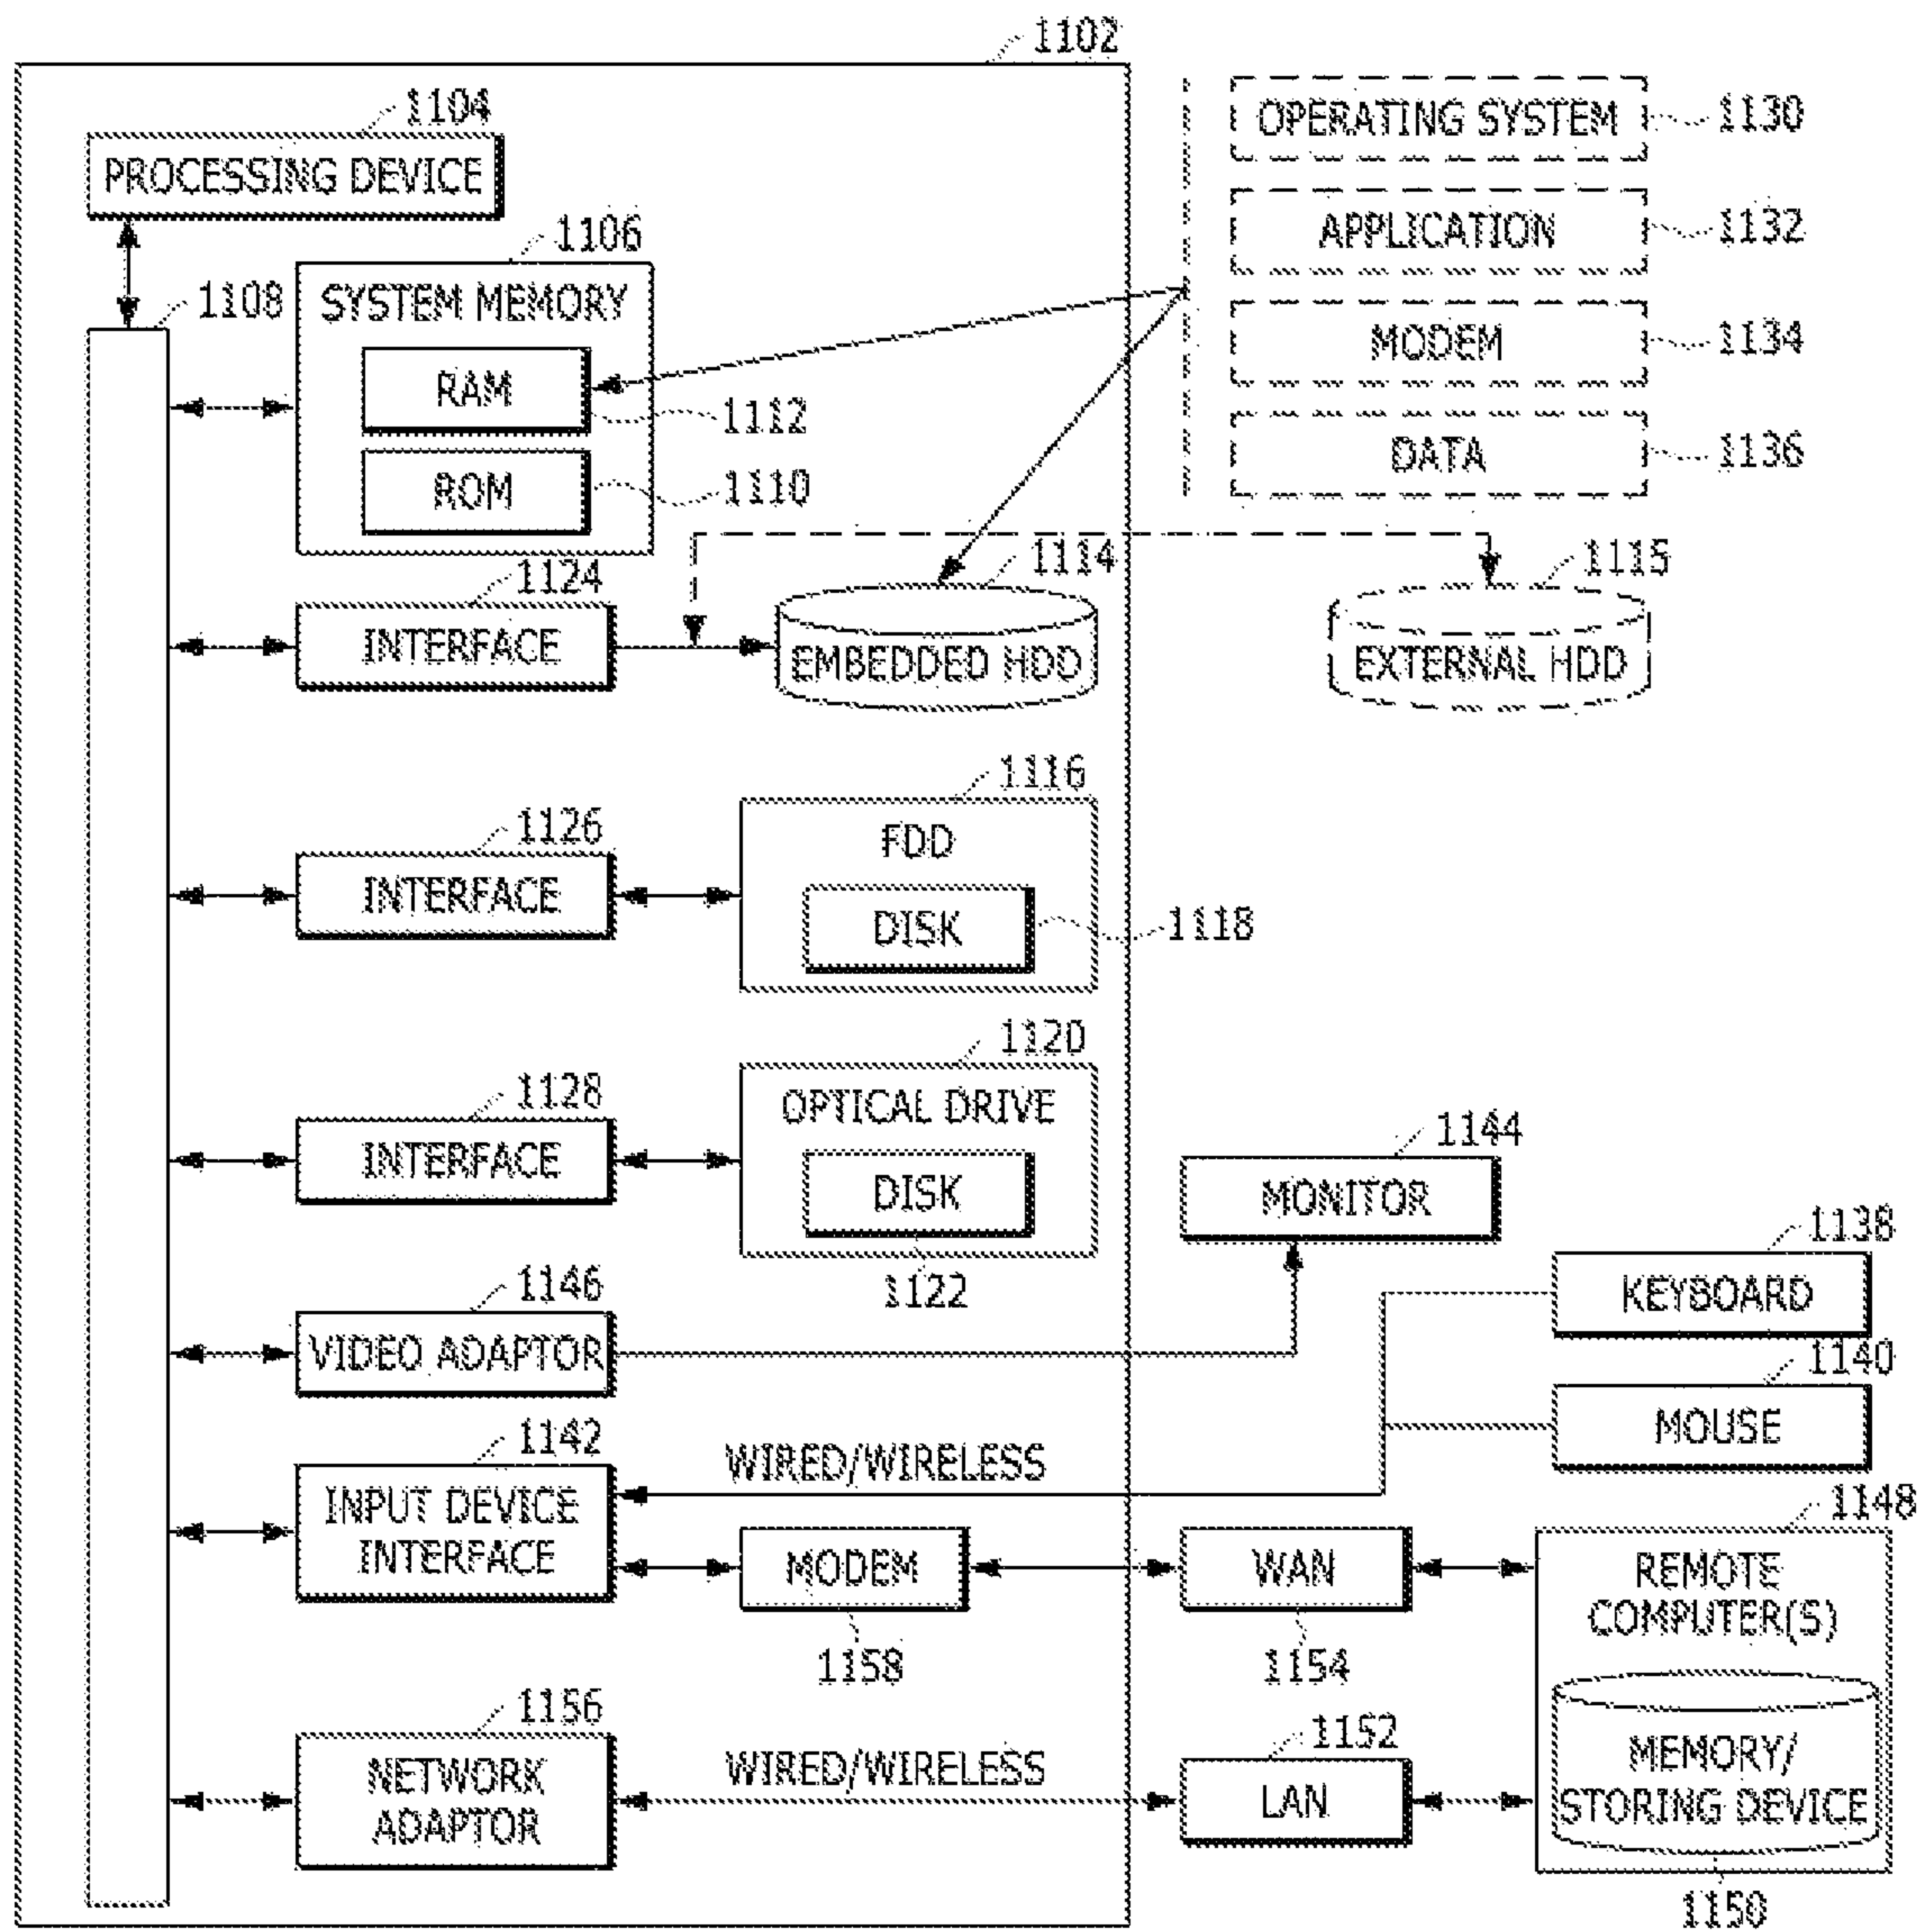 1102
1104
PROCESSING DEVICE
1106
SYSTEM MEMORY
1108
RAM
1112
ROM
1110
OPERATING SYSTEM
1130
APPLICATION
1132
MODEM
1134
DATA
1136
1124
INTERFACE
1114
EMBEDDED HDD
1115
EXTERNAL HDD
1126
INTERFACE
1116
FDD
DISK
1118
1128
INTERFACE
1120
OPTICAL DRIVE
DISK
1122
1144
MONITOR
1146
VIDEO ADAPTOR
1138
KEYBOARD
1140
MOUSE
1142
INPUT DEVICE
INTERFACE
WIRED/WIRELESS
MODEM
1158
WAN
1154
1148
REMOTE
COMPUTER(S)
MEMORY/
STORING DEVICE
1150
1156
NETWORK
ADAPTOR
WIRED/WIRELESS
1152
LAN